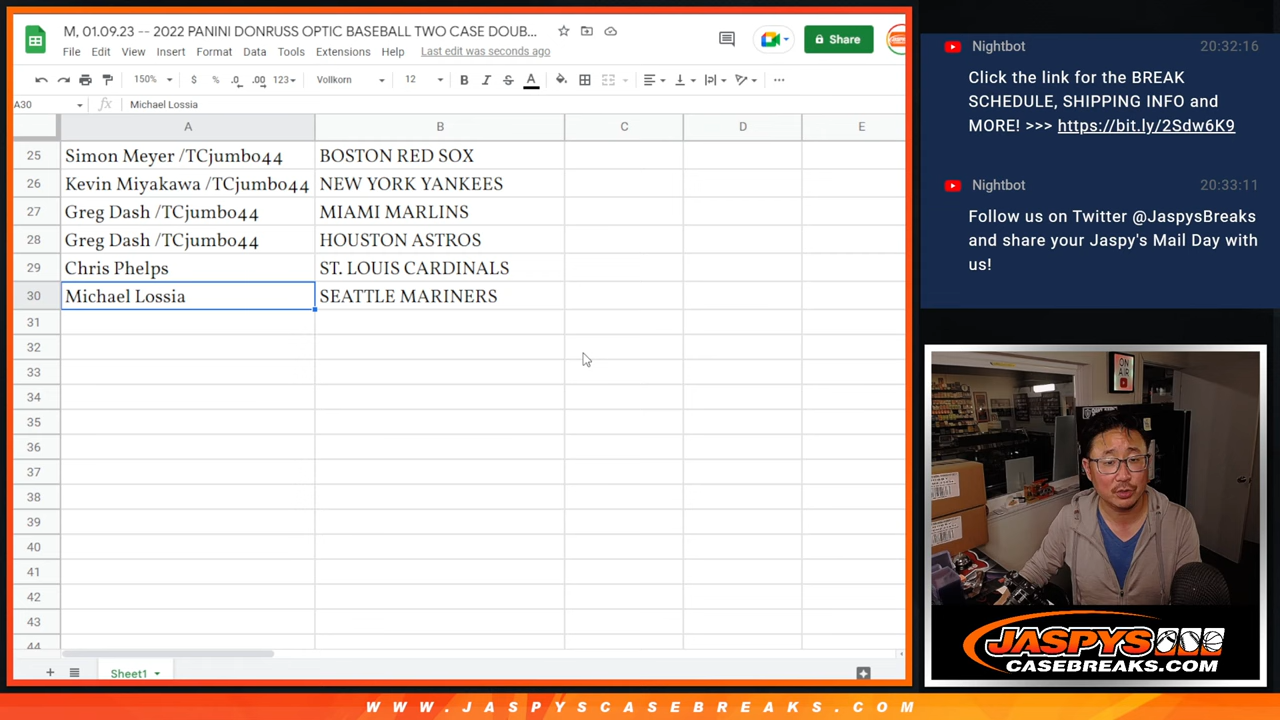 M, 01.09.23 -- 2022 PANINI DONRUSS OPTIC BASEBALL TWO CASE DOUB...
File Edit View Insert Format Data Tools Extensions Help Last edit was seconds ago
Share
150% $ % .0 .00 123 Vollkorn 12 B I S A
A30 fx Michael Lossia
A B C D E
25 Simon Meyer /TCjumbo44 BOSTON RED SOX
26 Kevin Miyakawa /TCjumbo44 NEW YORK YANKEES
27 Greg Dash /TCjumbo44 MIAMI MARLINS
28 Greg Dash /TCjumbo44 HOUSTON ASTROS
29 Chris Phelps ST. LOUIS CARDINALS
30 Michael Lossia SEATTLE MARINERS
31
32
33
34
35
36
37
38
39
40
41
42
43
44
Sheet1
Nightbot 20:32:16
Click the link for the BREAK
SCHEDULE, SHIPPING INFO and
MORE! >>> https://bit.ly/2Sdw6K9
Nightbot 20:33:11
Follow us on Twitter @JaspysBreaks
and share your Jaspy's Mail Day with
us!
ON
AIR
JASPYS
CASEBREAKS.COM
WWW.JASPYSCASEBREAKS.COM